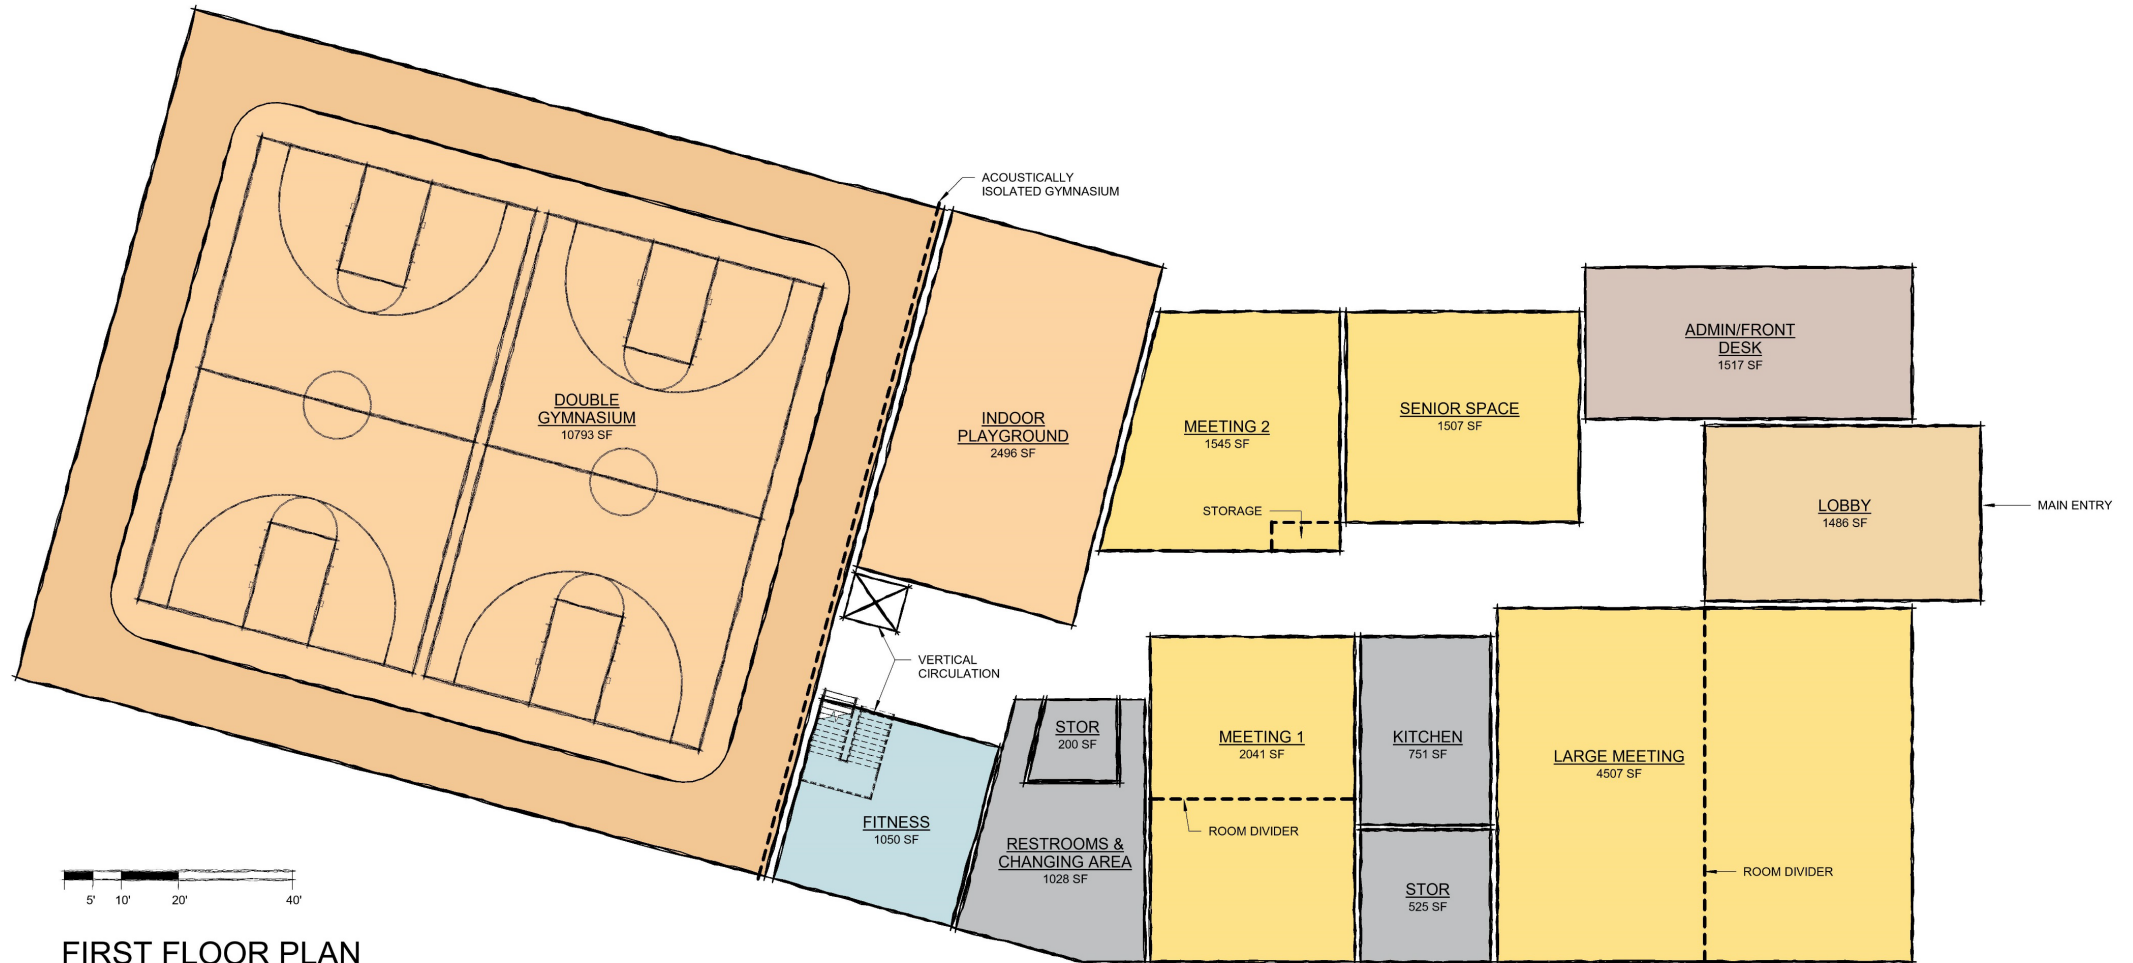 ACOUSTICALLY
ISOLATED GYMNASIUM
DOUBLE
GYMNASIUM
10793 SF
INDOOR
PLAYGROUND
2496 SF
MEETING 2
1545 SF
STORAGE
SENIOR SPACE
1507 SF
ADMIN/FRONT
DESK
1517 SF
LOBBY
1486 SF
MAIN ENTRY
VERTICAL
CIRCULATION
FITNESS
1050 SF
STOR
200 SF
RESTROOMS &
CHANGING AREA
1028 SF
MEETING 1
2041 SF
ROOM DIVIDER
KITCHEN
751 SF
STOR
525 SF
LARGE MEETING
4507 SF
ROOM DIVIDER
5' 10' 20' 40'
FIRST FLOOR PLAN